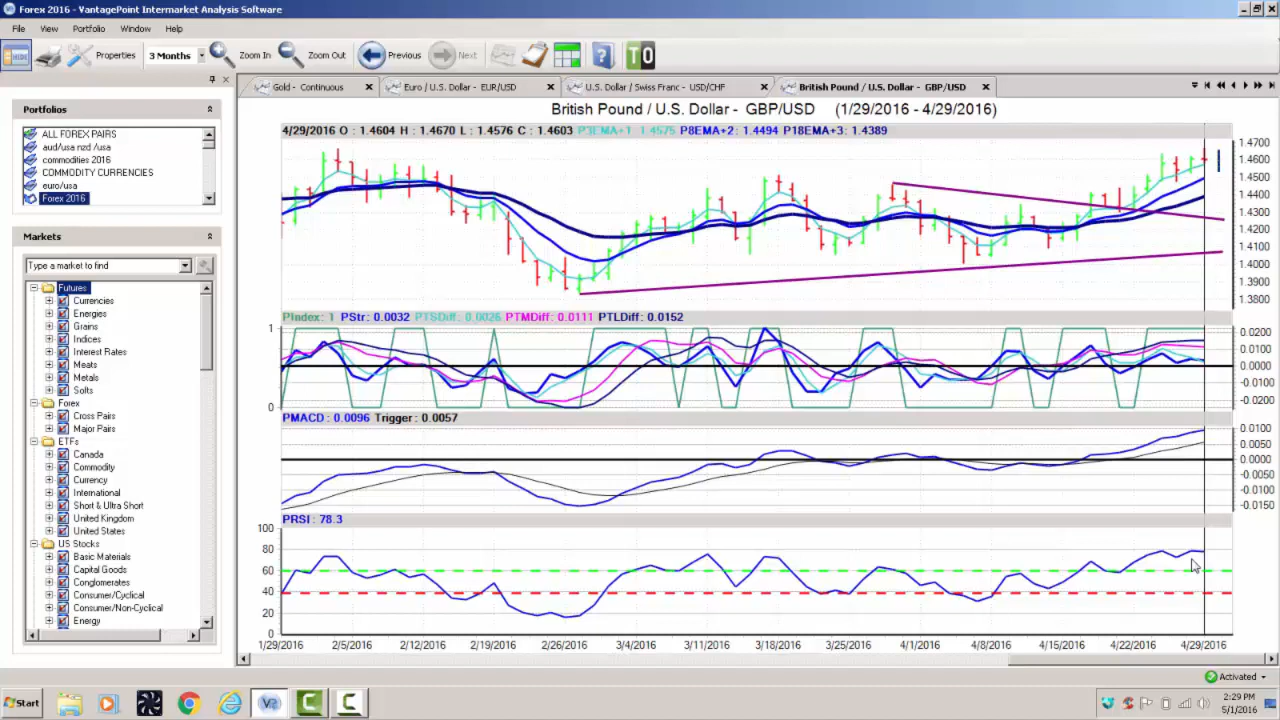 Forex 2016 - VantagePoint Intermarket Analysis Software
File View Portfolio Window Help
Properties 3 Months Zoom In Zoom Out Previous Next TO
Gold - Continuous Euro / U.S. Dollar - EUR/USD U.S. Dollar / Swiss Franc - USD/CHF British Pound / U.S. Dollar - GBP/USD
Portfolios
ALL FOREX PAIRS
aud/usa nzd /usa
commodities 2016
COMMODITY CURRENCIES
euro/usa
Forex 2016
Markets
Type a market to find
Futures
Currencies
Energies
Grains
Indices
Interest Rates
Meats
Metals
Softs
Forex
Cross Pairs
Major Pairs
ETFs
Canada
Commodity
Currency
International
Short & Ultra Short
United Kingdom
United States
US Stocks
Basic Materials
Capital Goods
Conglomerates
Consumer/Cyclical
Consumer/Non-Cyclical
Energy
British Pound / U.S. Dollar - GBP/USD (1/29/2016 - 4/29/2016)
4/29/2016 O : 1.4604 H : 1.4670 L : 1.4576 C : 1.4603 P3EMA+1 1.4575 P8EMA+2: 1.4494 P18EMA+3: 1.4389
1.4700
1.4600
1.4500
1.4400
1.4300
1.4200
1.4100
1.4000
1.3900
1.3800
PIndex: 1 PStr: 0.0032 PTSDiff: 0.0026 PTMDiff: 0.0111 PTLDiff: 0.0152
1
0
0.0200
0.0100
0.0000
-0.0100
-0.0200
PMACD : 0.0096 Trigger : 0.0057
0.0100
0.0050
0.0000
-0.0050
-0.0100
-0.0150
PRSI : 78.3
100
80
60
40
20
0
1/29/2016 2/5/2016 2/12/2016 2/19/2016 2/26/2016 3/4/2016 3/11/2016 3/18/2016 3/25/2016 4/1/2016 4/8/2016 4/15/2016 4/22/2016 4/29/2016
Activated
Start
2:29 PM
5/1/2016